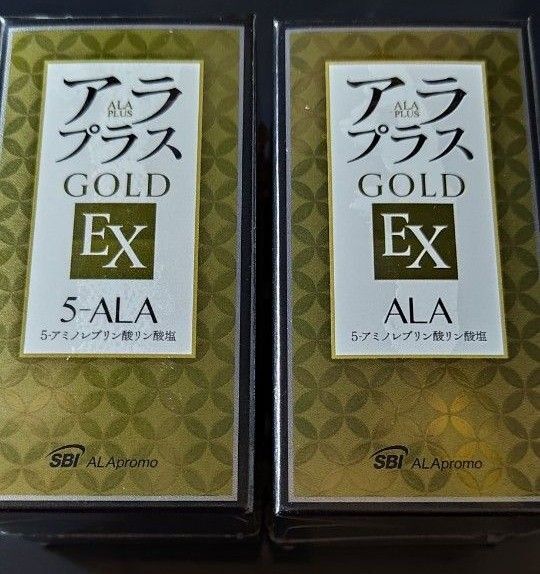 アラ
ALA
PLUS
プラス
GOLD
EX
5-ALA
5-アミノレブリン酸リン酸塩
SBI ALApromo
アラ
ALA
PLUS
プラス
GOLD
EX
ALA
5-アミノレブリン酸リン酸塩
SBI ALApromo